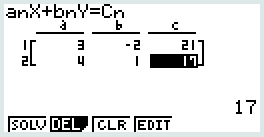 anX+bnY=Cn
a b c
1 3 -2 21
2 4 1 17
17
SOLV DEL CLR EDIT